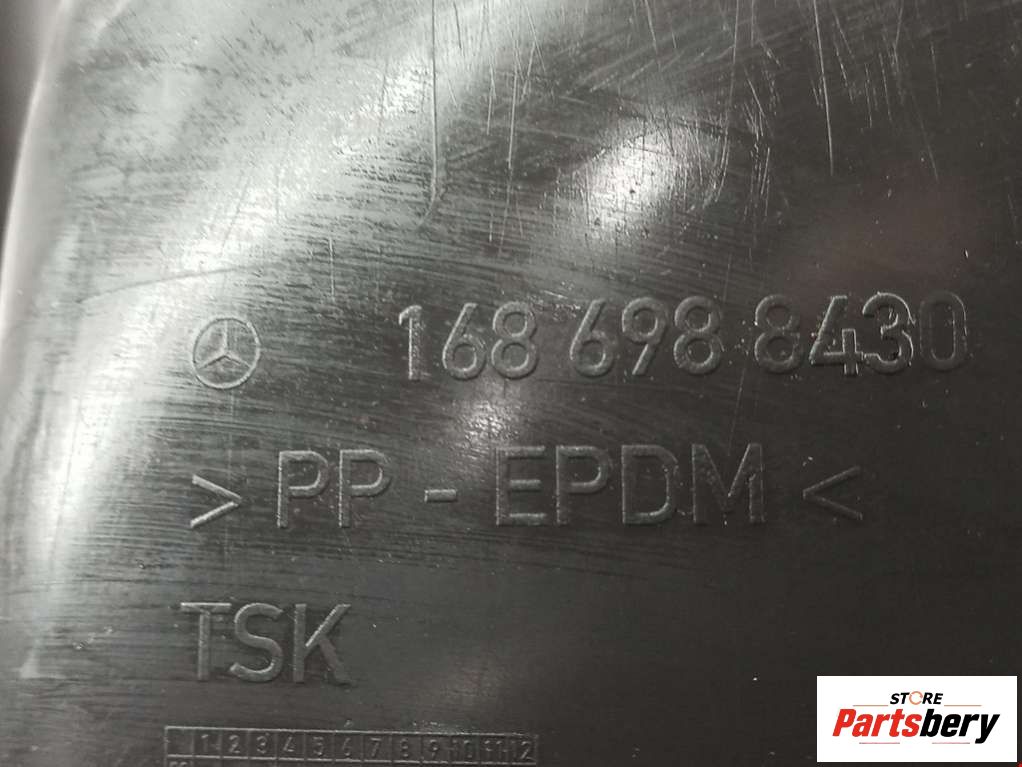 168 698 8430
> PP - EPDM <
TSK
1 2 3 4 5 6 7 8 9 10 11 12
STORE
Partsbery